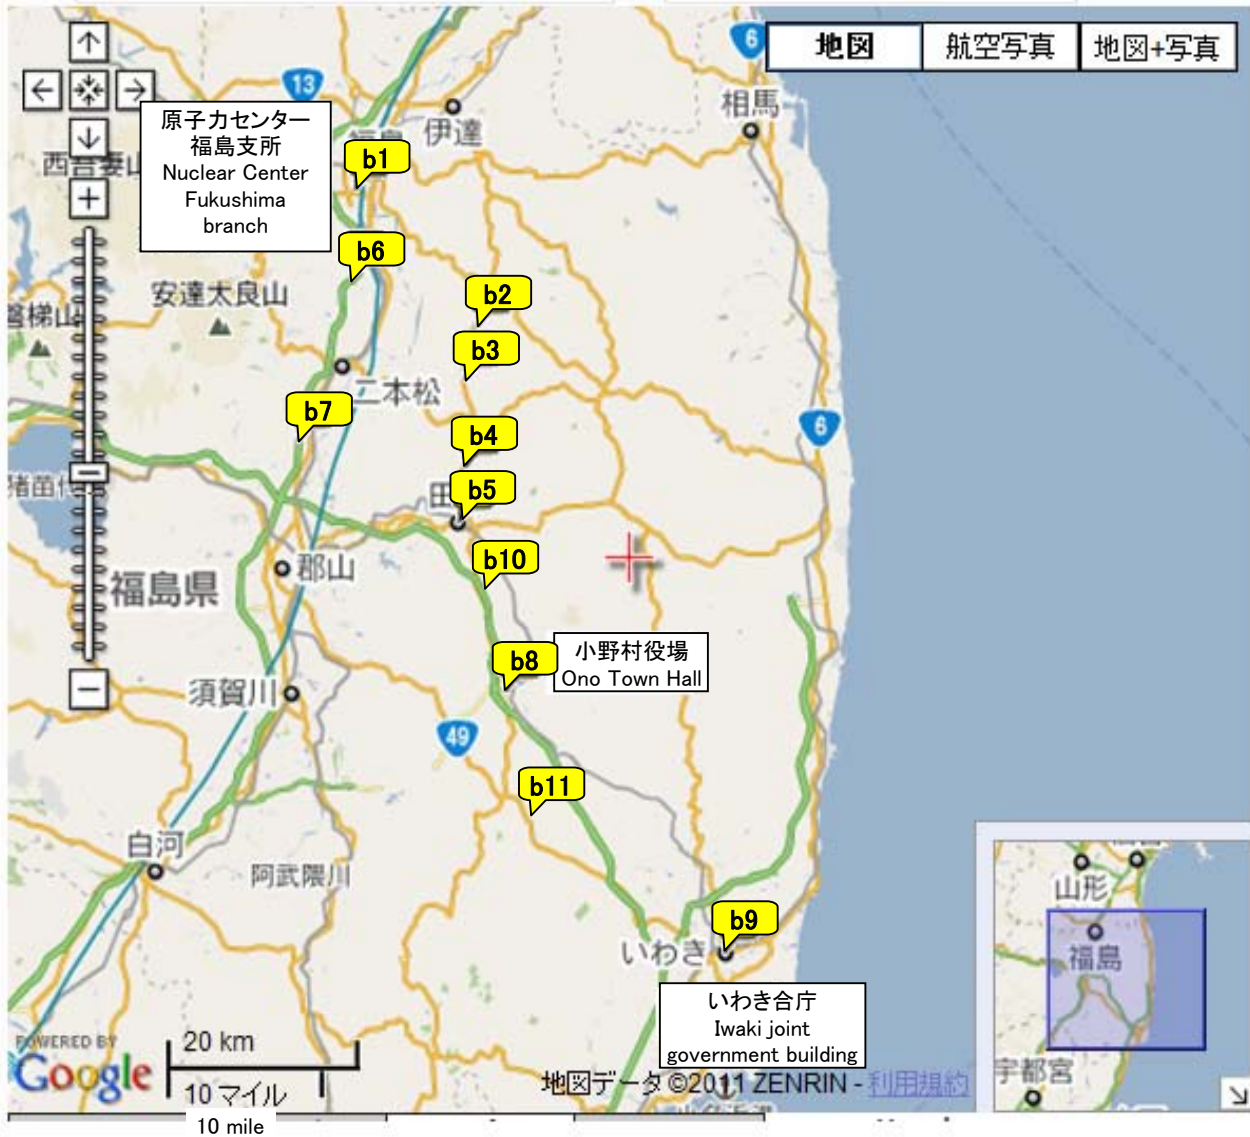 6
地図
航空写真
地図+写真
13
相馬
伊達
原子力センター
福島支所
Nuclear Center
Fukushima
branch
b1
b6
安達太良山
b2
b3
二本松
b7
6
b4
b5
b10
郡山
福島県
b8
小野村役場
Ono Town Hall
須賀川
49
b11
白河
阿武隈川
b9
いわき
いわき合庁
Iwaki joint
government building
山形
福島
宇都宮
POWERED BY
Google
20 km
10 マイル
10 mile
地図データ ©2011 ZENRIN - 利用規約